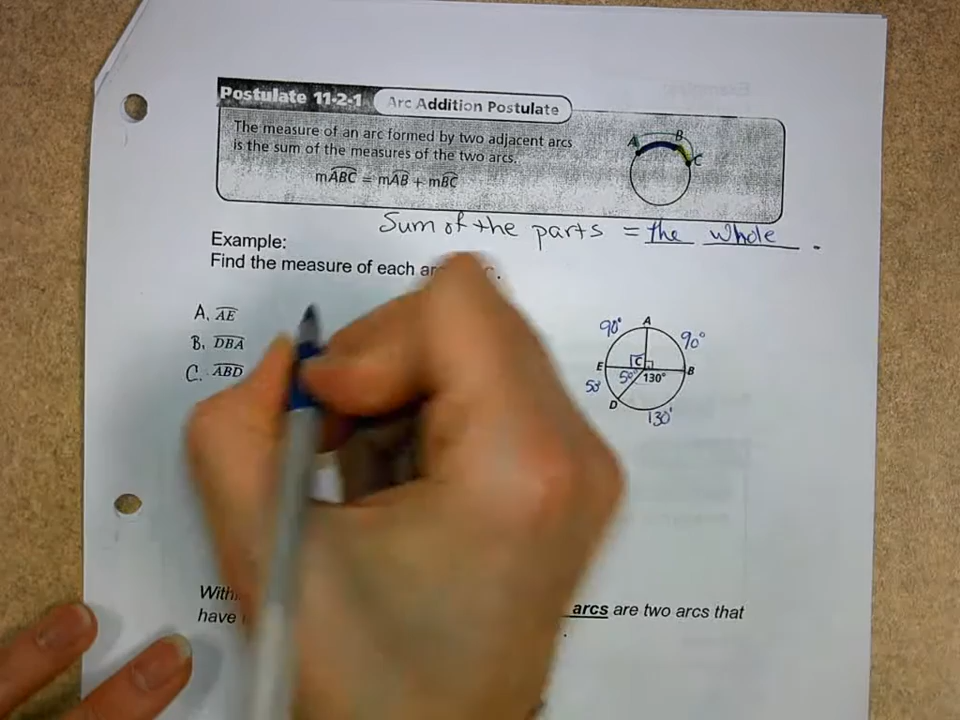 Postulate 11-2-1 Arc Addition Postulate
The measure of an arc formed by two adjacent arcs
is the sum of the measures of the two arcs.
mABC = mAB + mBC
A B C
Sum of the parts = the whole .
Example:
Find the measure of each
A. AE
B. DBA
C. ABD
90° A 90°
E C B
50° 50° 130°
D 130°
arcs are two arcs that
have